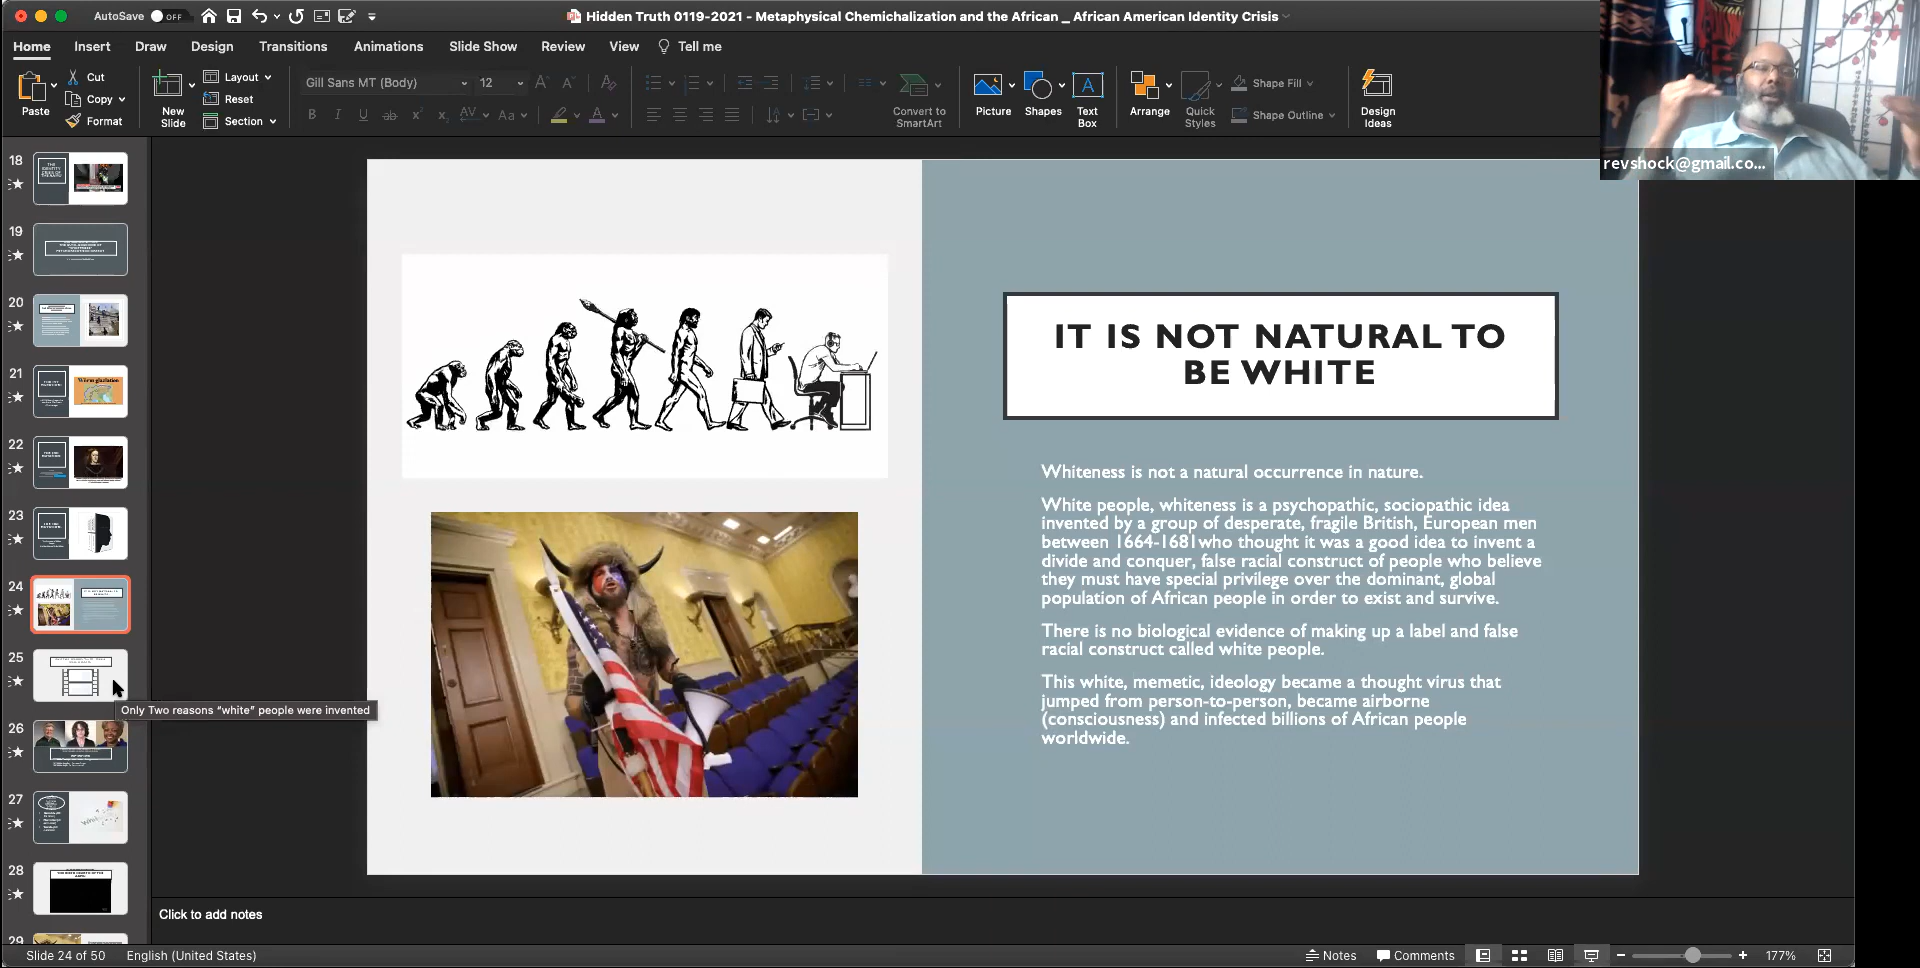 AutoSave OFF
Hidden Truth 0119-2021 - Metaphysical Chemichalization and the African _ African American Identity Crisis
Home Insert Draw Design Transitions Animations Slide Show Review View Tell me
Paste
Cut
Copy
Format
New
Slide
Layout
Reset
Section
Gill Sans MT (Body) 12
Convert to
SmartArt
Picture
Shapes
Text
Box
Arrange
Quick
Styles
Shape Fill
Shape Outline
Design
Ideas
revshock@gmail.co...
18
19
20
21
22
23
24
25
26
27
28
29
Würm glaciation
Only Two reasons “white” people were invented
IT IS NOT NATURAL TO
BE WHITE
Whiteness is not a natural occurrence in nature.
White people, whiteness is a psychopathic, sociopathic idea
invented by a group of desperate, fragile British, European men
between 1664-1681who thought it was a good idea to invent a
divide and conquer, false racial construct of people who believe
they must have special privilege over the dominant, global
population of African people in order to exist and survive.
There is no biological evidence of making up a label and false
racial construct called white people.
This white, memetic, ideology became a thought virus that
jumped from person-to-person, became airborne
(consciousness) and infected billions of African people
worldwide.
Click to add notes
Slide 24 of 50 English (United States)
Notes Comments 177%